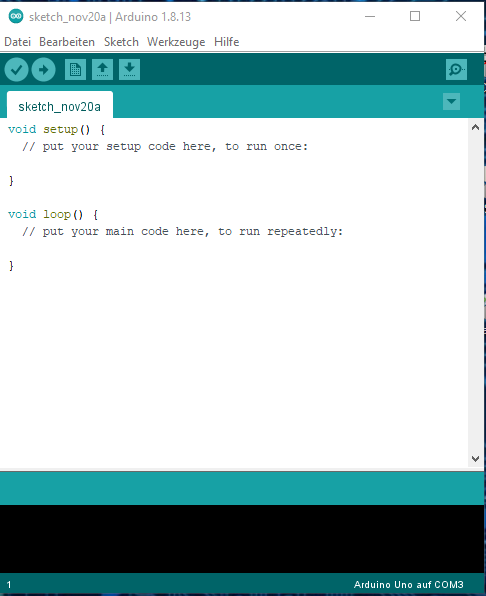 sketch_nov20a | Arduino 1.8.13
Datei Bearbeiten Sketch Werkzeuge Hilfe
sketch_nov20a
void setup() {
  // put your setup code here, to run once:
}
void loop() {
  // put your main code here, to run repeatedly:
}
1 Arduino Uno auf COM3